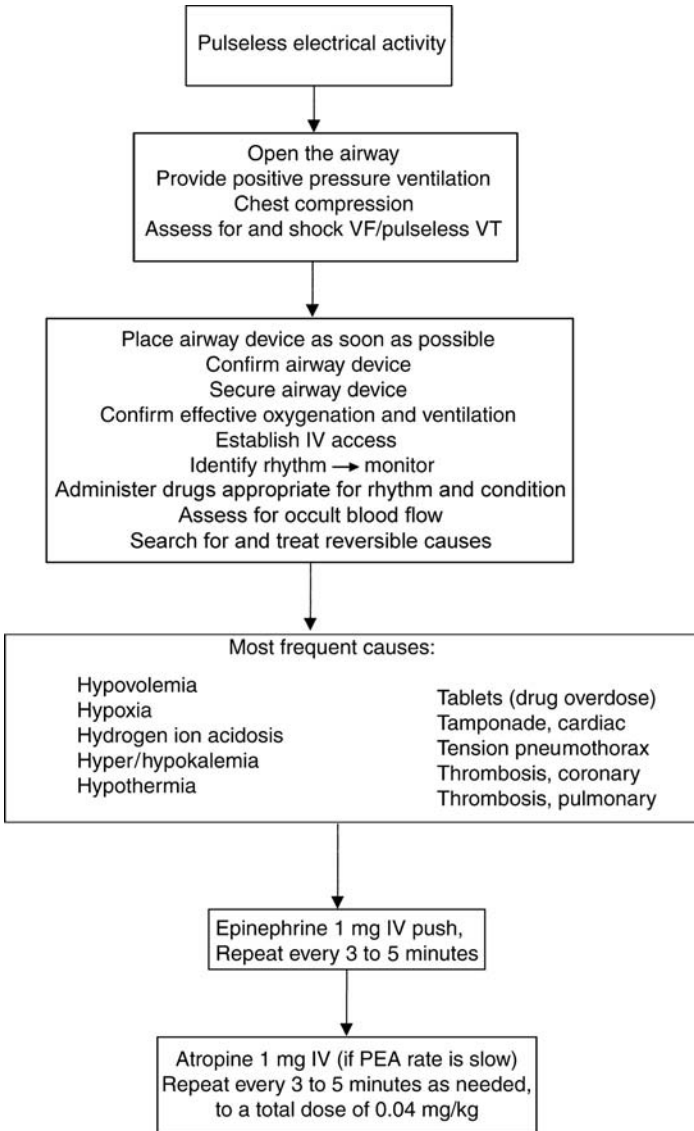 Pulseless electrical activity
Open the airway
Provide positive pressure ventilation
Chest compression
Assess for and shock VF/pulseless VT
Place airway device as soon as possible
Confirm airway device
Secure airway device
Confirm effective oxygenation and ventilation
Establish IV access
Identify rhythm → monitor
Administer drugs appropriate for rhythm and condition
Assess for occult blood flow
Search for and treat reversible causes
Most frequent causes:
Hypovolemia
Hypoxia
Hydrogen ion acidosis
Hyper/hypokalemia
Hypothermia
Tablets (drug overdose)
Tamponade, cardiac
Tension pneumothorax
Thrombosis, coronary
Thrombosis, pulmonary
Epinephrine 1 mg IV push,
Repeat every 3 to 5 minutes
Atropine 1 mg IV (if PEA rate is slow)
Repeat every 3 to 5 minutes as needed,
to a total dose of 0.04 mg/kg